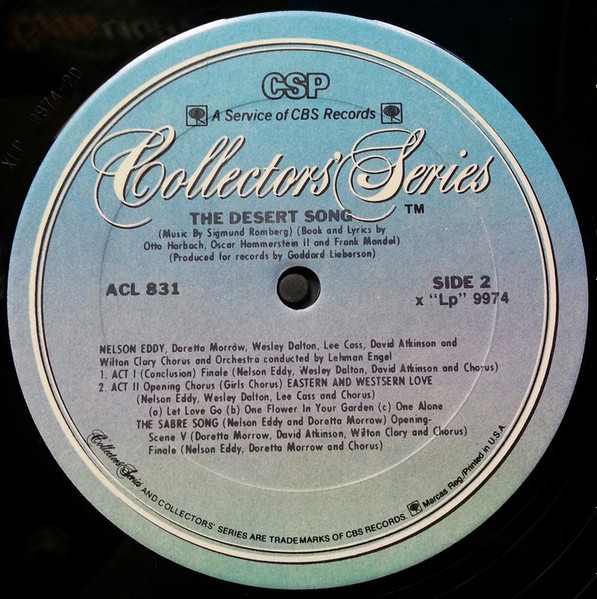 CSP
A Service of CBS Records
Collectors' Series
TM
THE DESERT SONG
(Music By Sigmund Romberg) (Book and Lyrics by
Otto Harbach, Oscar Hammerstein II and Frank Mandel)
(Produced for records by Goddard Lieberson)
ACL 831
SIDE 2
x "Lp" 9974
NELSON EDDY, Doretta Morrow, Wesley Dalton, Lee Cass, David Atkinson and
Wilton Clary Chorus and Orchestra conducted by Lehman Engel
1. ACT I (Conclusion) Finale (Nelson Eddy, Wesley Dalton, David Atkinson and Chorus)
2. ACT II Opening Chorus (Girls Chorus) EASTERN AND WESTSERN LOVE
(Nelson Eddy, Wesley Dalton, Lee Cass and Chorus)
(a) Let Love Go (b) One Flower In Your Garden (c) One Alone
THE SABRE SONG (Nelson Eddy and Doretta Morrow) Opening-
Scene V (Doretta Morrow, David Atkinson, Wilton Clary and Chorus)
Finale (Nelson Eddy, Doretta Morrow and Chorus)
Collectors' Series AND COLLECTORS' SERIES ARE TRADEMARKS OF CBS RECORDS. Marcas Reg./Printed in U.S.A
XLP 9974-2D